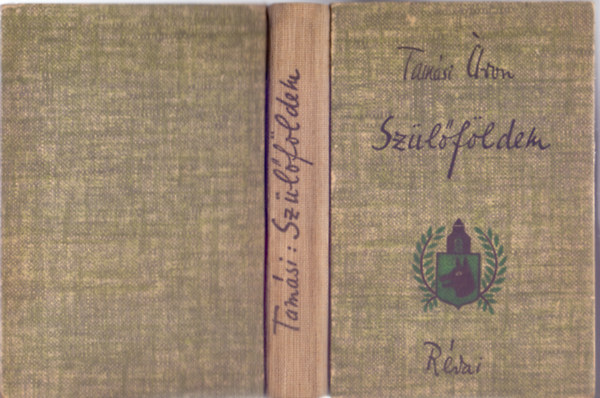 Tamási: Szülőföldem
Tamási Áron
Szülőföldem
Révai